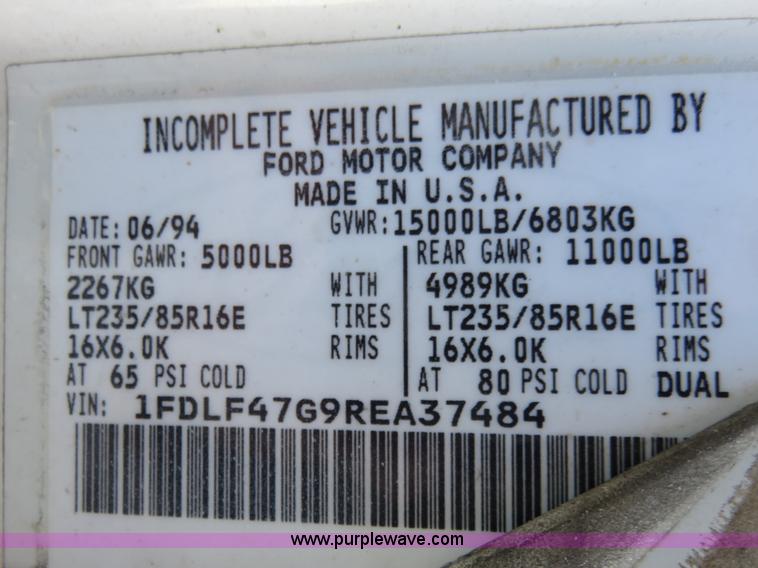 INCOMPLETE VEHICLE MANUFACTURED BY
FORD MOTOR COMPANY
MADE IN U.S.A.
DATE: 06/94 GVWR: 15000LB/6803KG
FRONT GAWR: 5000LB REAR GAWR: 11000LB
2267KG WITH 4989KG WITH
LT235/85R16E TIRES LT235/85R16E TIRES
16X6.0K RIMS 16X6.0K RIMS
AT 65 PSI COLD AT 80 PSI COLD DUAL
VIN: 1FDLF47G9REA37484
www.purplewave.com